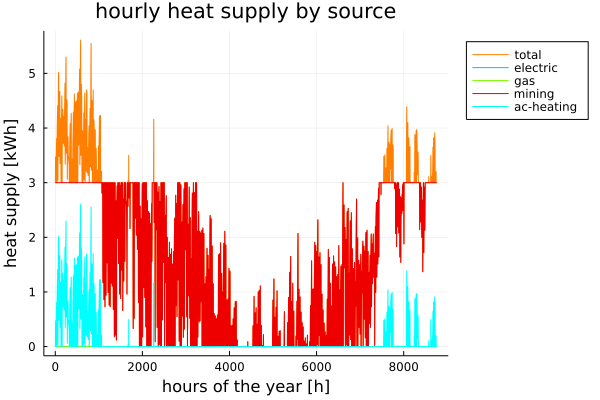 hourly heat supply by source
heat supply [kWh]
5
4
3
2
1
0
0 2000 4000 6000 8000
hours of the year [h]
total
electric
gas
mining
ac-heating